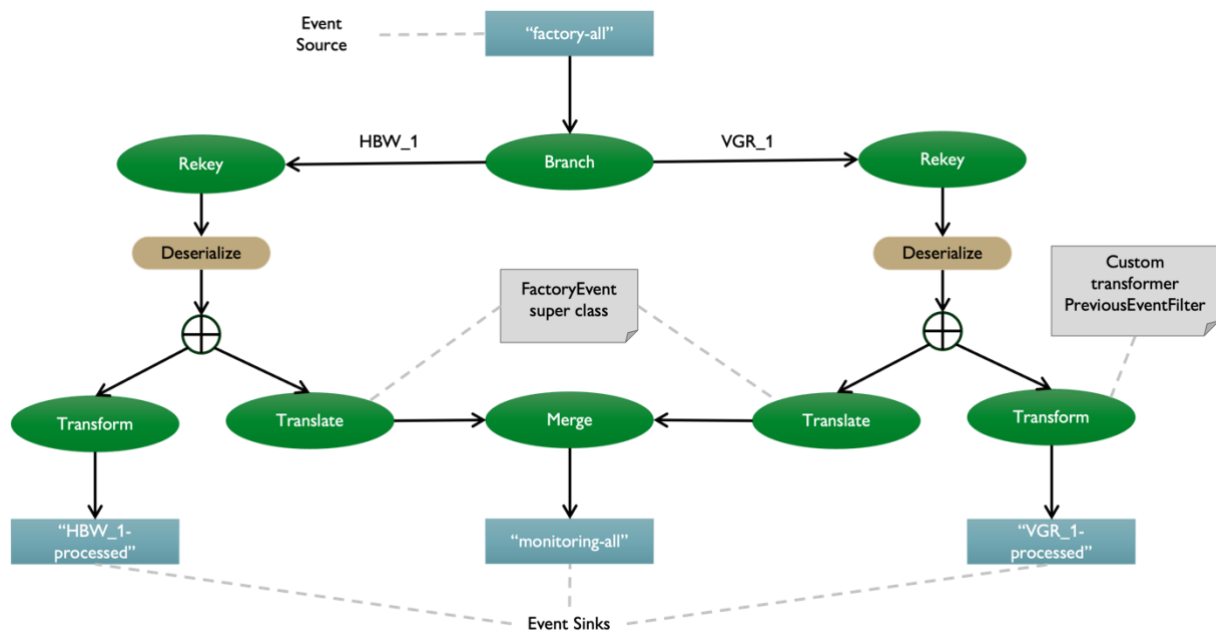 Event
Source
“factory-all”
HBW_1
VGR_1
Rekey
Branch
Rekey
Deserialize
Deserialize
FactoryEvent
super class
Custom
transformer
PreviousEventFilter
Transform
Translate
Merge
Translate
Transform
“HBW_1-
processed”
“monitoring-all”
“VGR_1-
processed”
Event Sinks